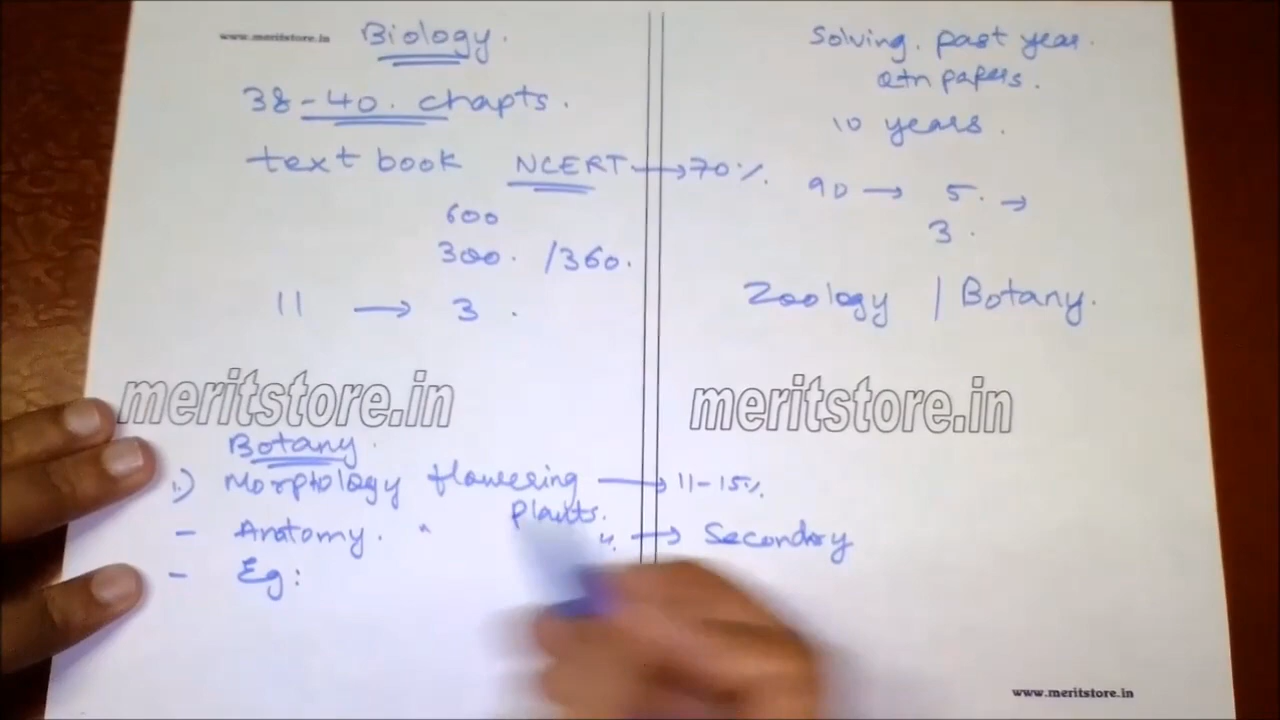 www.meritstore.in Biology.
38-40. chapts.
text book NCERT → 70%.
600
300. /360.
11 → 3.
Solving. past year.
Qtn papers.
10 years.
90 → 5. →
3.
Zoology / Botany.
meritstore.in
meritstore.in
Botany.
1.) Morptology flowering → 11-15%.
plants.
- Anatomy. " " → Secondary
- Eg:
www.meritstore.in